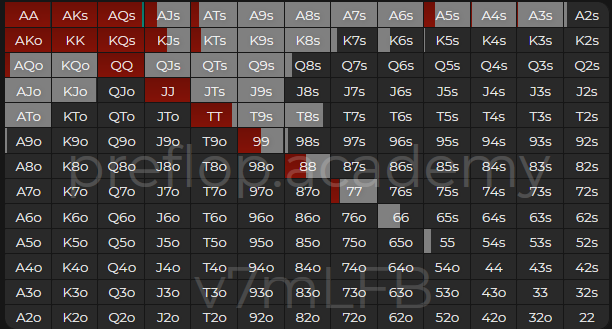 AA AKs AQs AJs ATs A9s A8s A7s A6s A5s A4s A3s A2s
AKo KK KQs KJs KTs K9s K8s K7s K6s K5s K4s K3s K2s
AQo KQo QQ QJs QTs Q9s Q8s Q7s Q6s Q5s Q4s Q3s Q2s
AJo KJo QJo JJ JTs J9s J8s J7s J6s J5s J4s J3s J2s
ATo KTo QTo JTo TT T9s T8s T7s T6s T5s T4s T3s T2s
A9o K9o Q9o J9o T9o 99 98s 97s 96s 95s 94s 93s 92s
A8o K8o Q8o J8o T8o 98o 88 87s 86s 85s 84s 83s 82s
preflop.academy
A7o K7o Q7o J7o T7o 97o 87o 77 76s 75s 74s 73s 72s
A6o K6o Q6o J6o T6o 96o 86o 76o 66 65s 64s 63s 62s
A5o K5o Q5o J5o T5o 95o 85o 75o 65o 55 54s 53s 52s
A4o K4o Q4o J4o T4o 94o 84o 74o 64o 54o 44 43s 42s
v7mLFB
A3o K3o Q3o J3o T3o 93o 83o 73o 63o 53o 43o 33 32s
A2o K2o Q2o J2o T2o 92o 82o 72o 62o 52o 42o 32o 22